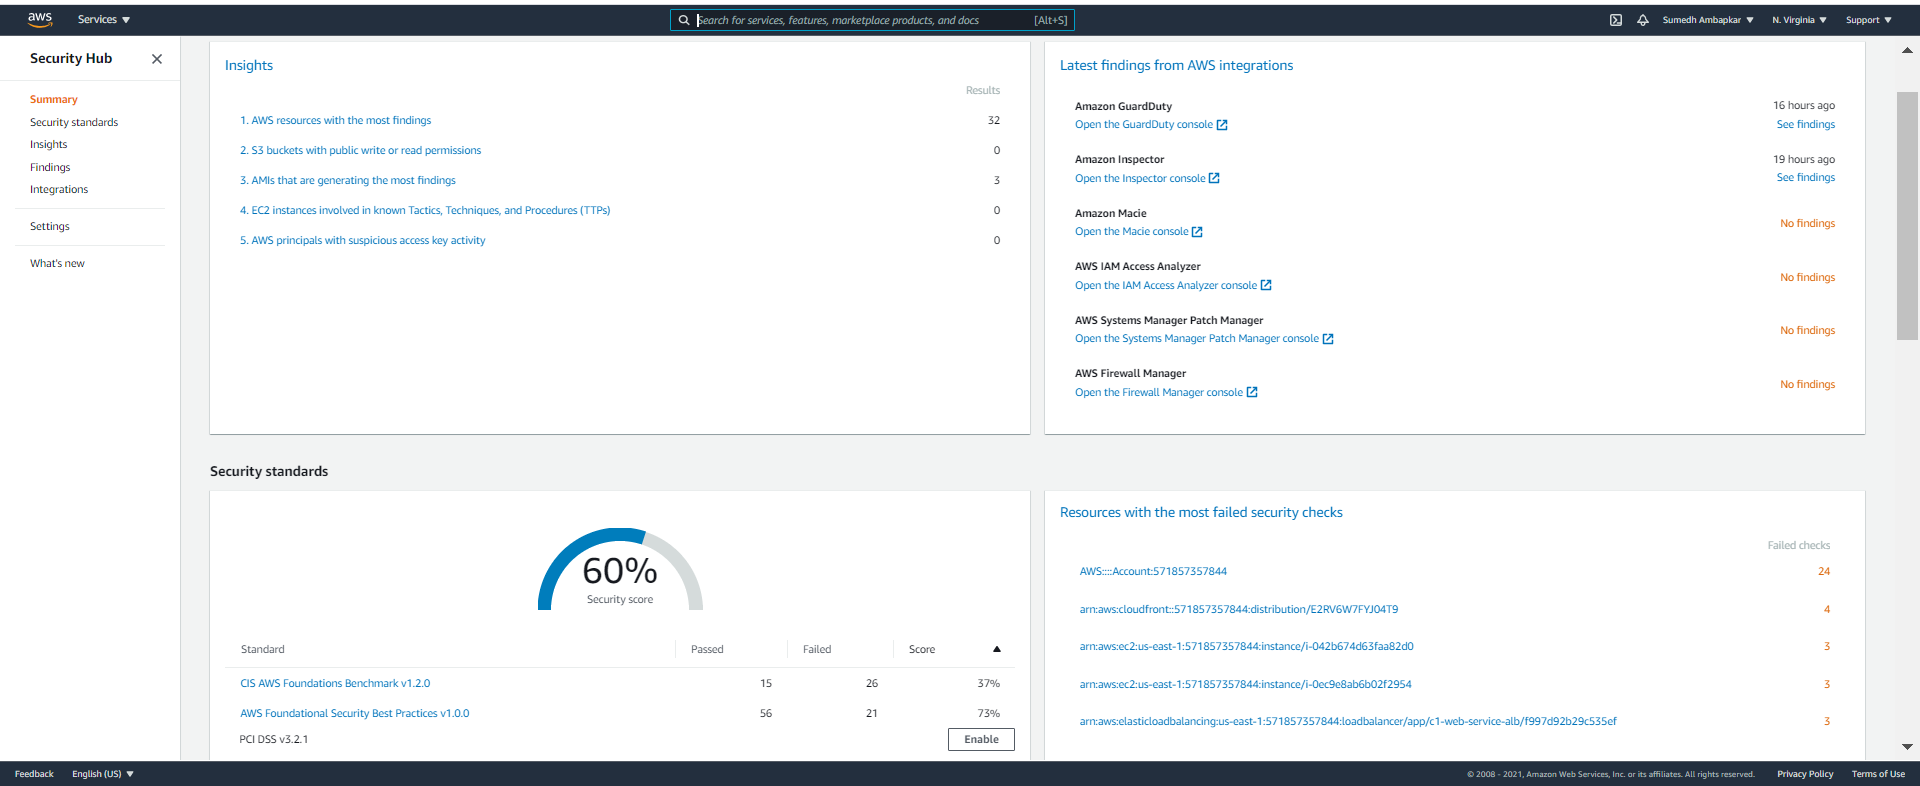 aws Services Search for services, features, marketplace products, and docs [Alt+S] Sumedh Ambapkar N. Virginia Support
Security Hub
Summary
Security standards
Insights
Findings
Integrations
Settings
What's new
Insights
Results
1. AWS resources with the most findings 32
2. S3 buckets with public write or read permissions 0
3. AMIs that are generating the most findings 3
4. EC2 instances involved in known Tactics, Techniques, and Procedures (TTPs) 0
5. AWS principals with suspicious access key activity 0
Latest findings from AWS integrations
Amazon GuardDuty 16 hours ago
Open the GuardDuty console See findings
Amazon Inspector 19 hours ago
Open the Inspector console See findings
Amazon Macie
Open the Macie console No findings
AWS IAM Access Analyzer
Open the IAM Access Analyzer console No findings
AWS Systems Manager Patch Manager
Open the Systems Manager Patch Manager console No findings
AWS Firewall Manager
Open the Firewall Manager console No findings
Security standards
60%
Security score
Standard Passed Failed Score
CIS AWS Foundations Benchmark v1.2.0 15 26 37%
AWS Foundational Security Best Practices v1.0.0 56 21 73%
PCI DSS v3.2.1 Enable
Resources with the most failed security checks
Failed checks
AWS::::Account:571857357844 24
arn:aws:cloudfront::571857357844:distribution/E2RV6W7FYJ04T9 4
arn:aws:ec2:us-east-1:571857357844:instance/i-042b674d63faa82d0 3
arn:aws:ec2:us-east-1:571857357844:instance/i-0ec9e8ab6b02f2954 3
arn:aws:elasticloadbalancing:us-east-1:571857357844:loadbalancer/app/c1-web-service-alb/f997d92b29c535ef 3
Feedback English (US) © 2008 - 2021, Amazon Web Services, Inc. or its affiliates. All rights reserved. Privacy Policy Terms of Use